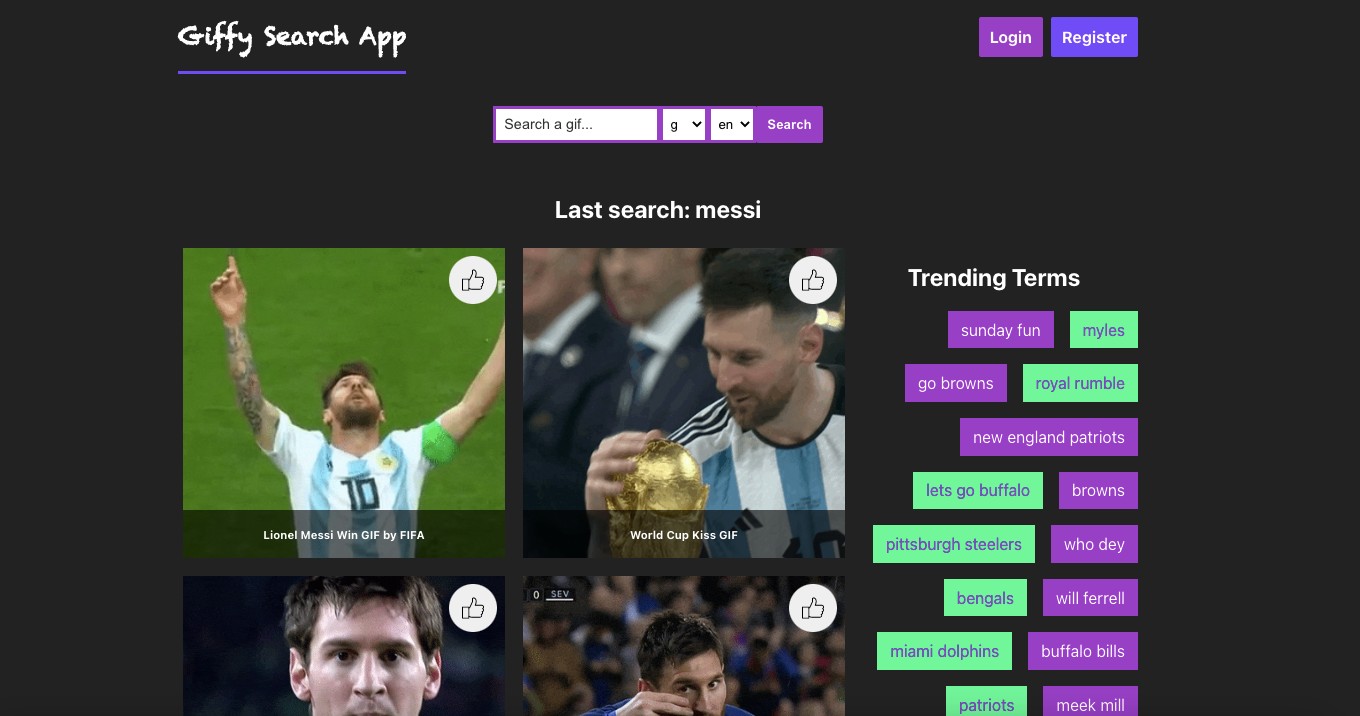 Giffy Search App
Login Register
Search a gif... g en Search
Last search: messi
Lionel Messi Win GIF by FIFA
World Cup Kiss GIF
10
0 SEV
Trending Terms
sunday fun myles
go browns royal rumble
new england patriots
lets go buffalo browns
pittsburgh steelers who dey
bengals will ferrell
miami dolphins buffalo bills
patriots meek mill